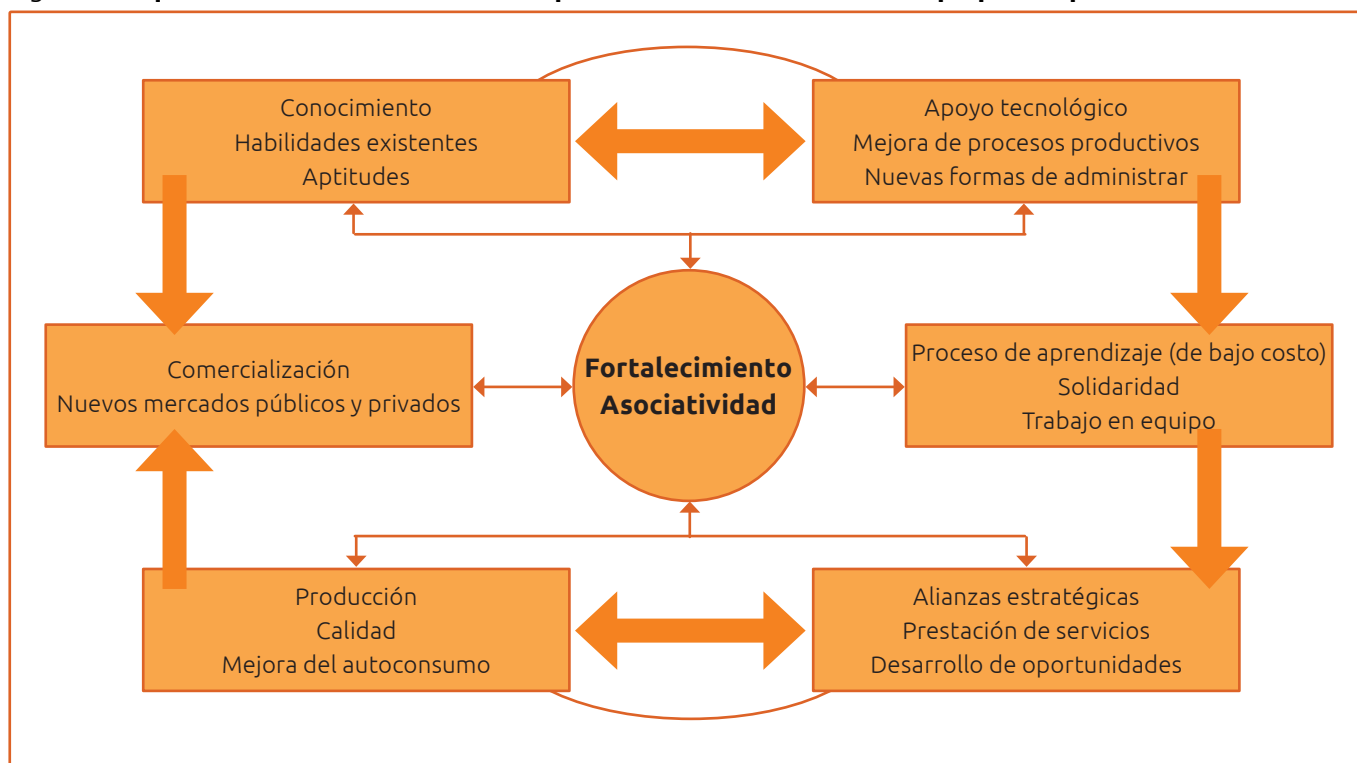 Conocimiento
Habilidades existentes
Aptitudes
Apoyo tecnológico
Mejora de procesos productivos
Nuevas formas de administrar
Comercialización
Nuevos mercados públicos y privados
Fortalecimiento
Asociatividad
Proceso de aprendizaje (de bajo costo)
Solidaridad
Trabajo en equipo
Producción
Calidad
Mejora del autoconsumo
Alianzas estratégicas
Prestación de servicios
Desarrollo de oportunidades